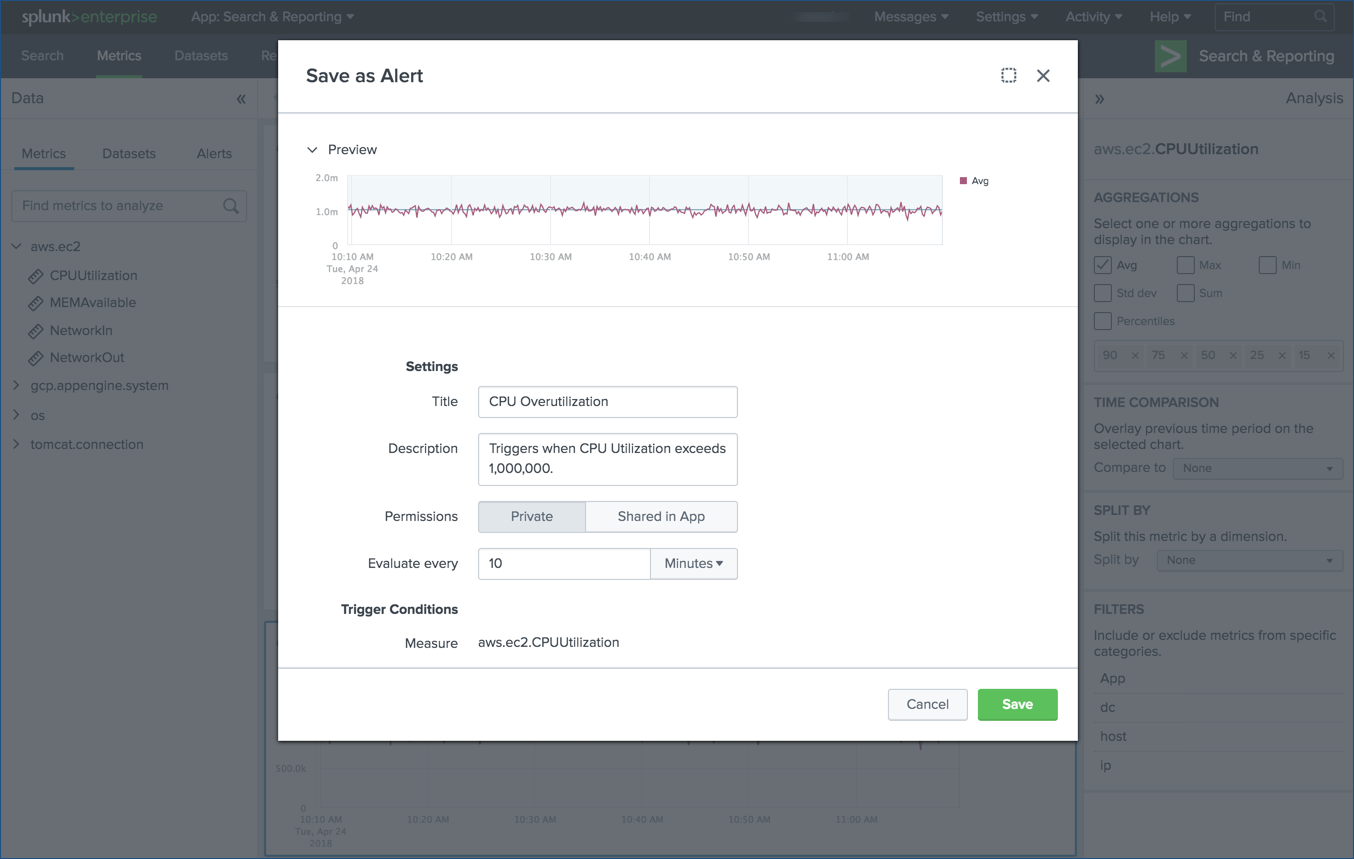 splunk>enterprise App: Search & Reporting Messages Settings Activity Help Find
Search Metrics Datasets Re Search & Reporting
Data
Metrics Datasets Alerts
Find metrics to analyze
aws.ec2
CPUUtilization
MEMAvailable
NetworkIn
NetworkOut
gcp.appengine.system
os
tomcat.connection
Save as Alert
Preview
2.0m
1.0m
0
10:10 AM 10:20 AM 10:30 AM 10:40 AM 10:50 AM 11:00 AM
Tue, Apr 24
2018
Avg
Settings
Title CPU Overutilization
Description Triggers when CPU Utilization exceeds
1,000,000.
Permissions Private Shared in App
Evaluate every 10 Minutes
Trigger Conditions
Measure aws.ec2.CPUUtilization
Cancel Save
500.0k
0
10:10 AM 10:20 AM 10:30 AM 10:40 AM 10:50 AM 11:00 AM
Tue, Apr 24
2018
Analysis
aws.ec2.CPUUtilization
AGGREGATIONS
Select one or more aggregations to
display in the chart.
Avg Max Min
Std dev Sum
Percentiles
90 × 75 × 50 × 25 × 15 ×
TIME COMPARISON
Overlay previous time period on the
selected chart.
Compare to None
SPLIT BY
Split this metric by a dimension.
Split by None
FILTERS
Include or exclude metrics from specific
categories.
App
dc
host
ip